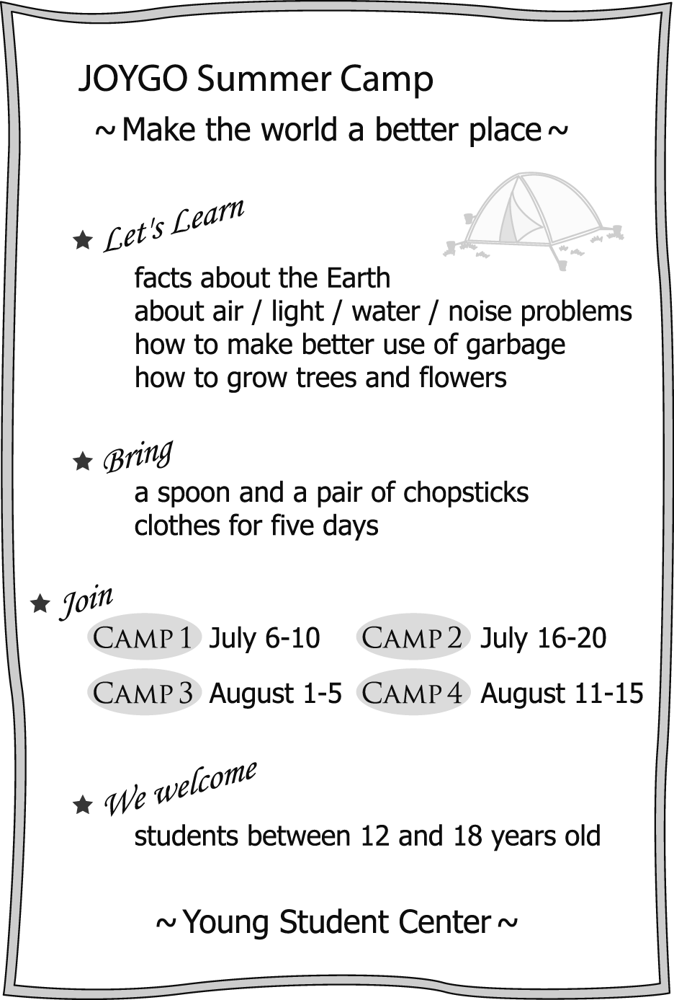 JOYGO Summer Camp
~Make the world a better place~
★ Let's Learn
facts about the Earth
about air / light / water / noise problems
how to make better use of garbage
how to grow trees and flowers
★ Bring
a spoon and a pair of chopsticks
clothes for five days
★ Join
CAMP 1 July 6-10 CAMP 2 July 16-20
CAMP 3 August 1-5 CAMP 4 August 11-15
★ We welcome
students between 12 and 18 years old
~Young Student Center~